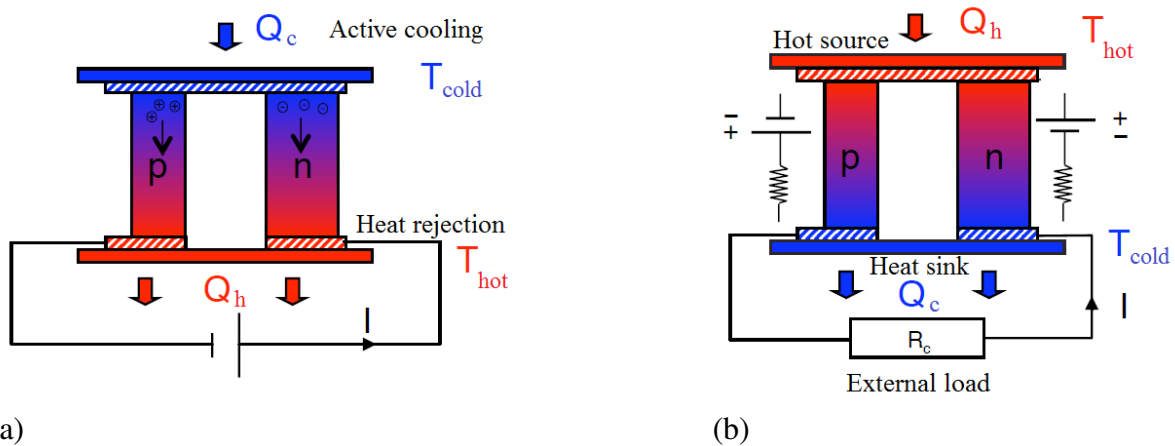 Q_c Active cooling
T_cold
⊕ ⊕ ⊕ ⊕ ⊖ ⊖ ⊖
p n
Heat rejection
T_hot
Q_h
I
a)
Hot source Q_h T_hot
− + + −
p n
T_cold
Heat sink
Q_c
I
R_c
External load
(b)